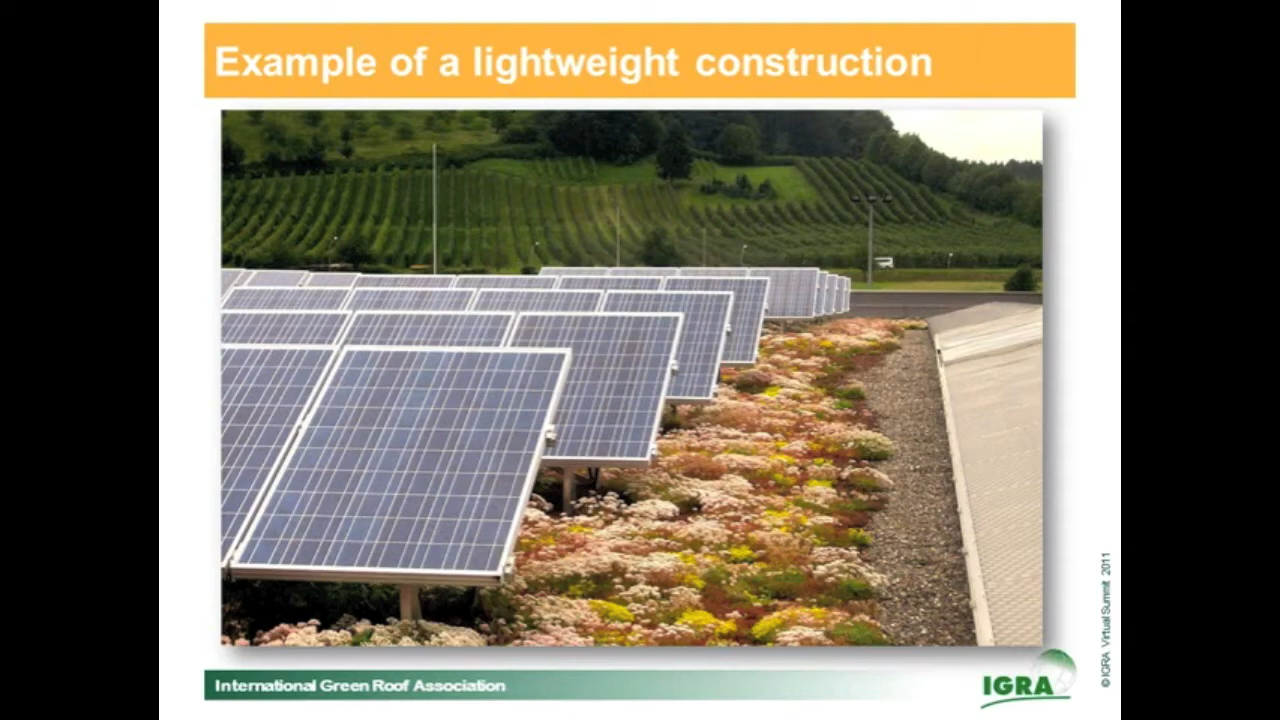 Example of a lightweight construction
International Green Roof Association
IGRA
© IGRA Virtual Summit 2011